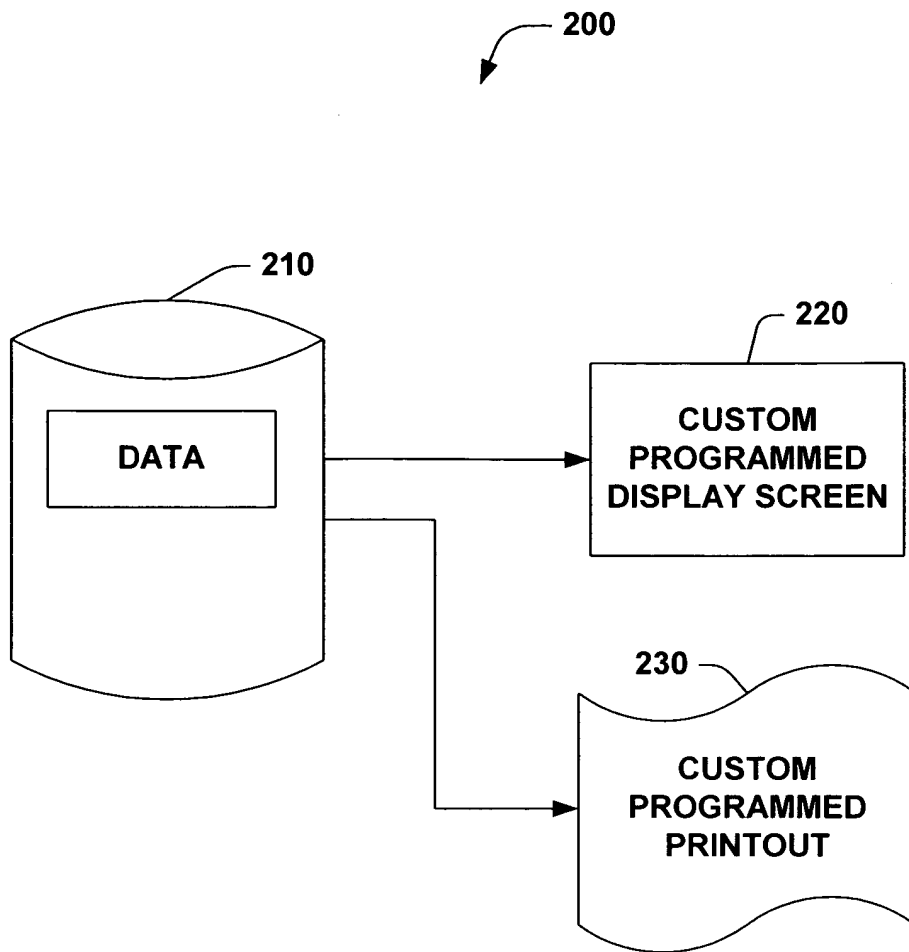 200
210
220
DATA
CUSTOM
PROGRAMMED
DISPLAY SCREEN
230
CUSTOM
PROGRAMMED
PRINTOUT